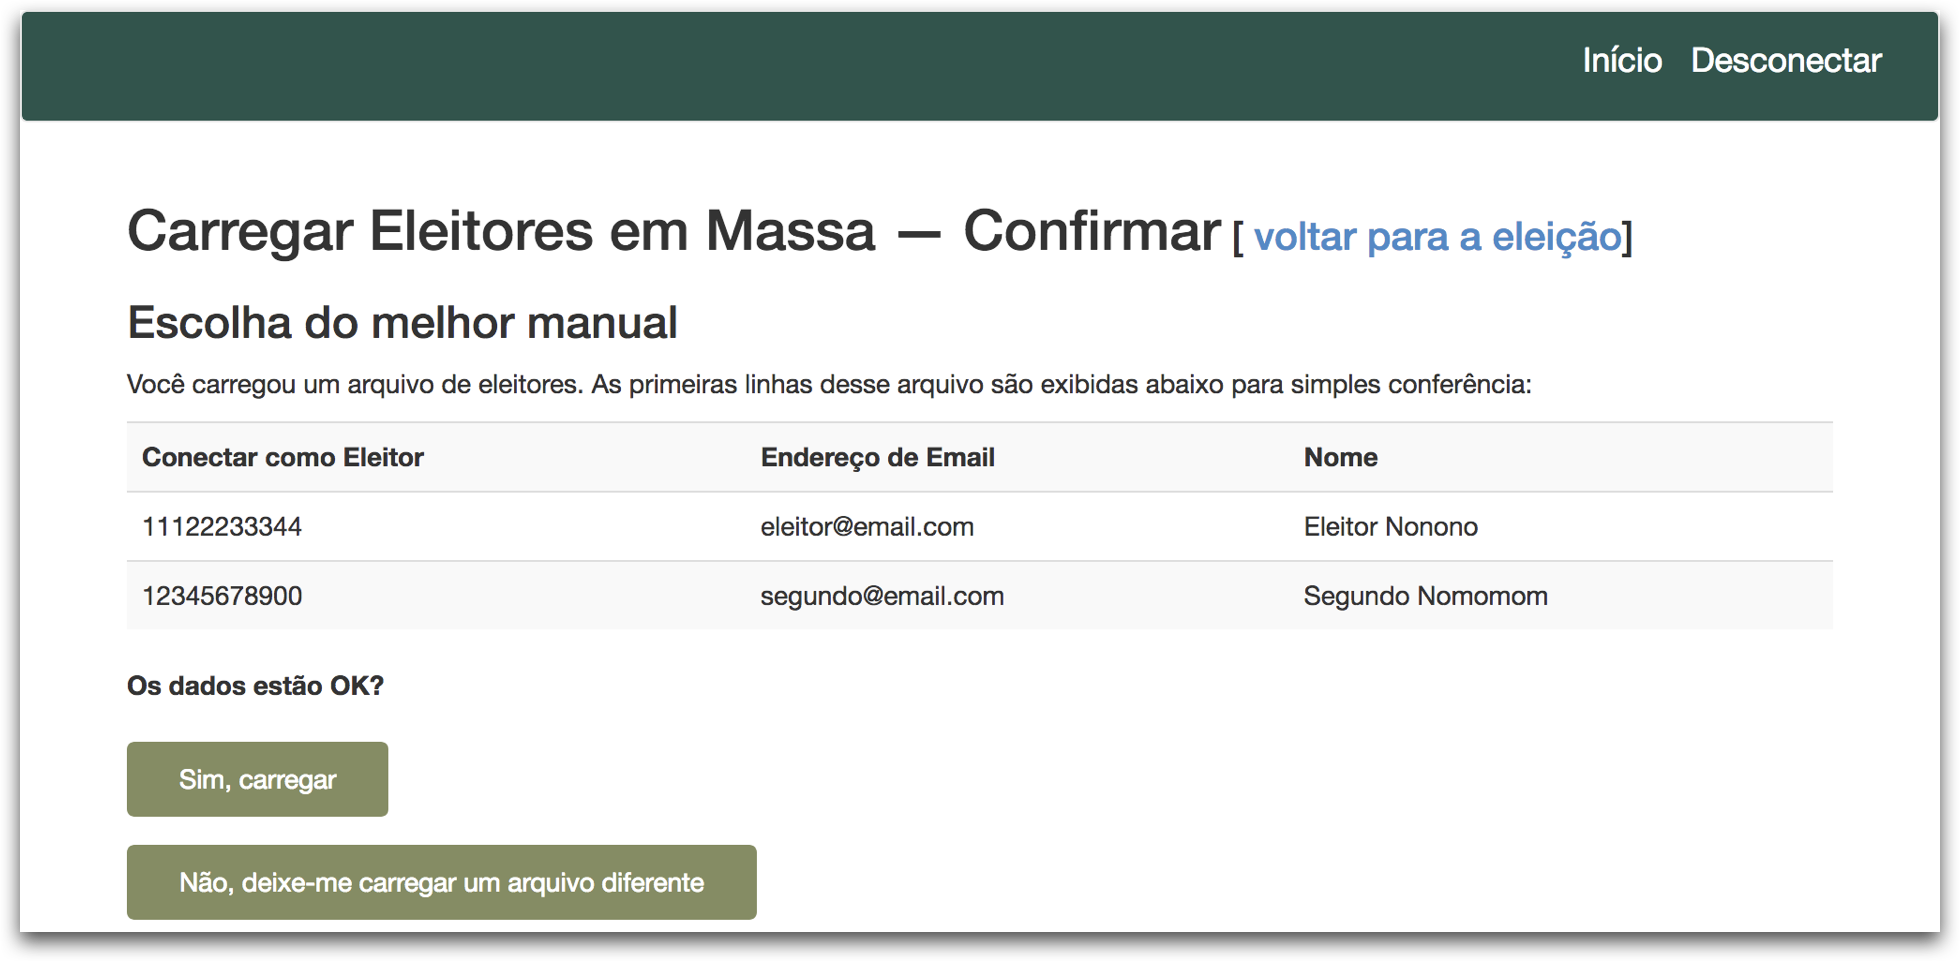 Início Desconectar
Carregar Eleitores em Massa — Confirmar [ voltar para a eleição]
Escolha do melhor manual
Você carregou um arquivo de eleitores. As primeiras linhas desse arquivo são exibidas abaixo para simples conferência:
Conectar como Eleitor Endereço de Email Nome
11122233344 eleitor@email.com Eleitor Nonono
12345678900 segundo@email.com Segundo Nomomom
Os dados estão OK?
Sim, carregar
Não, deixe-me carregar um arquivo diferente